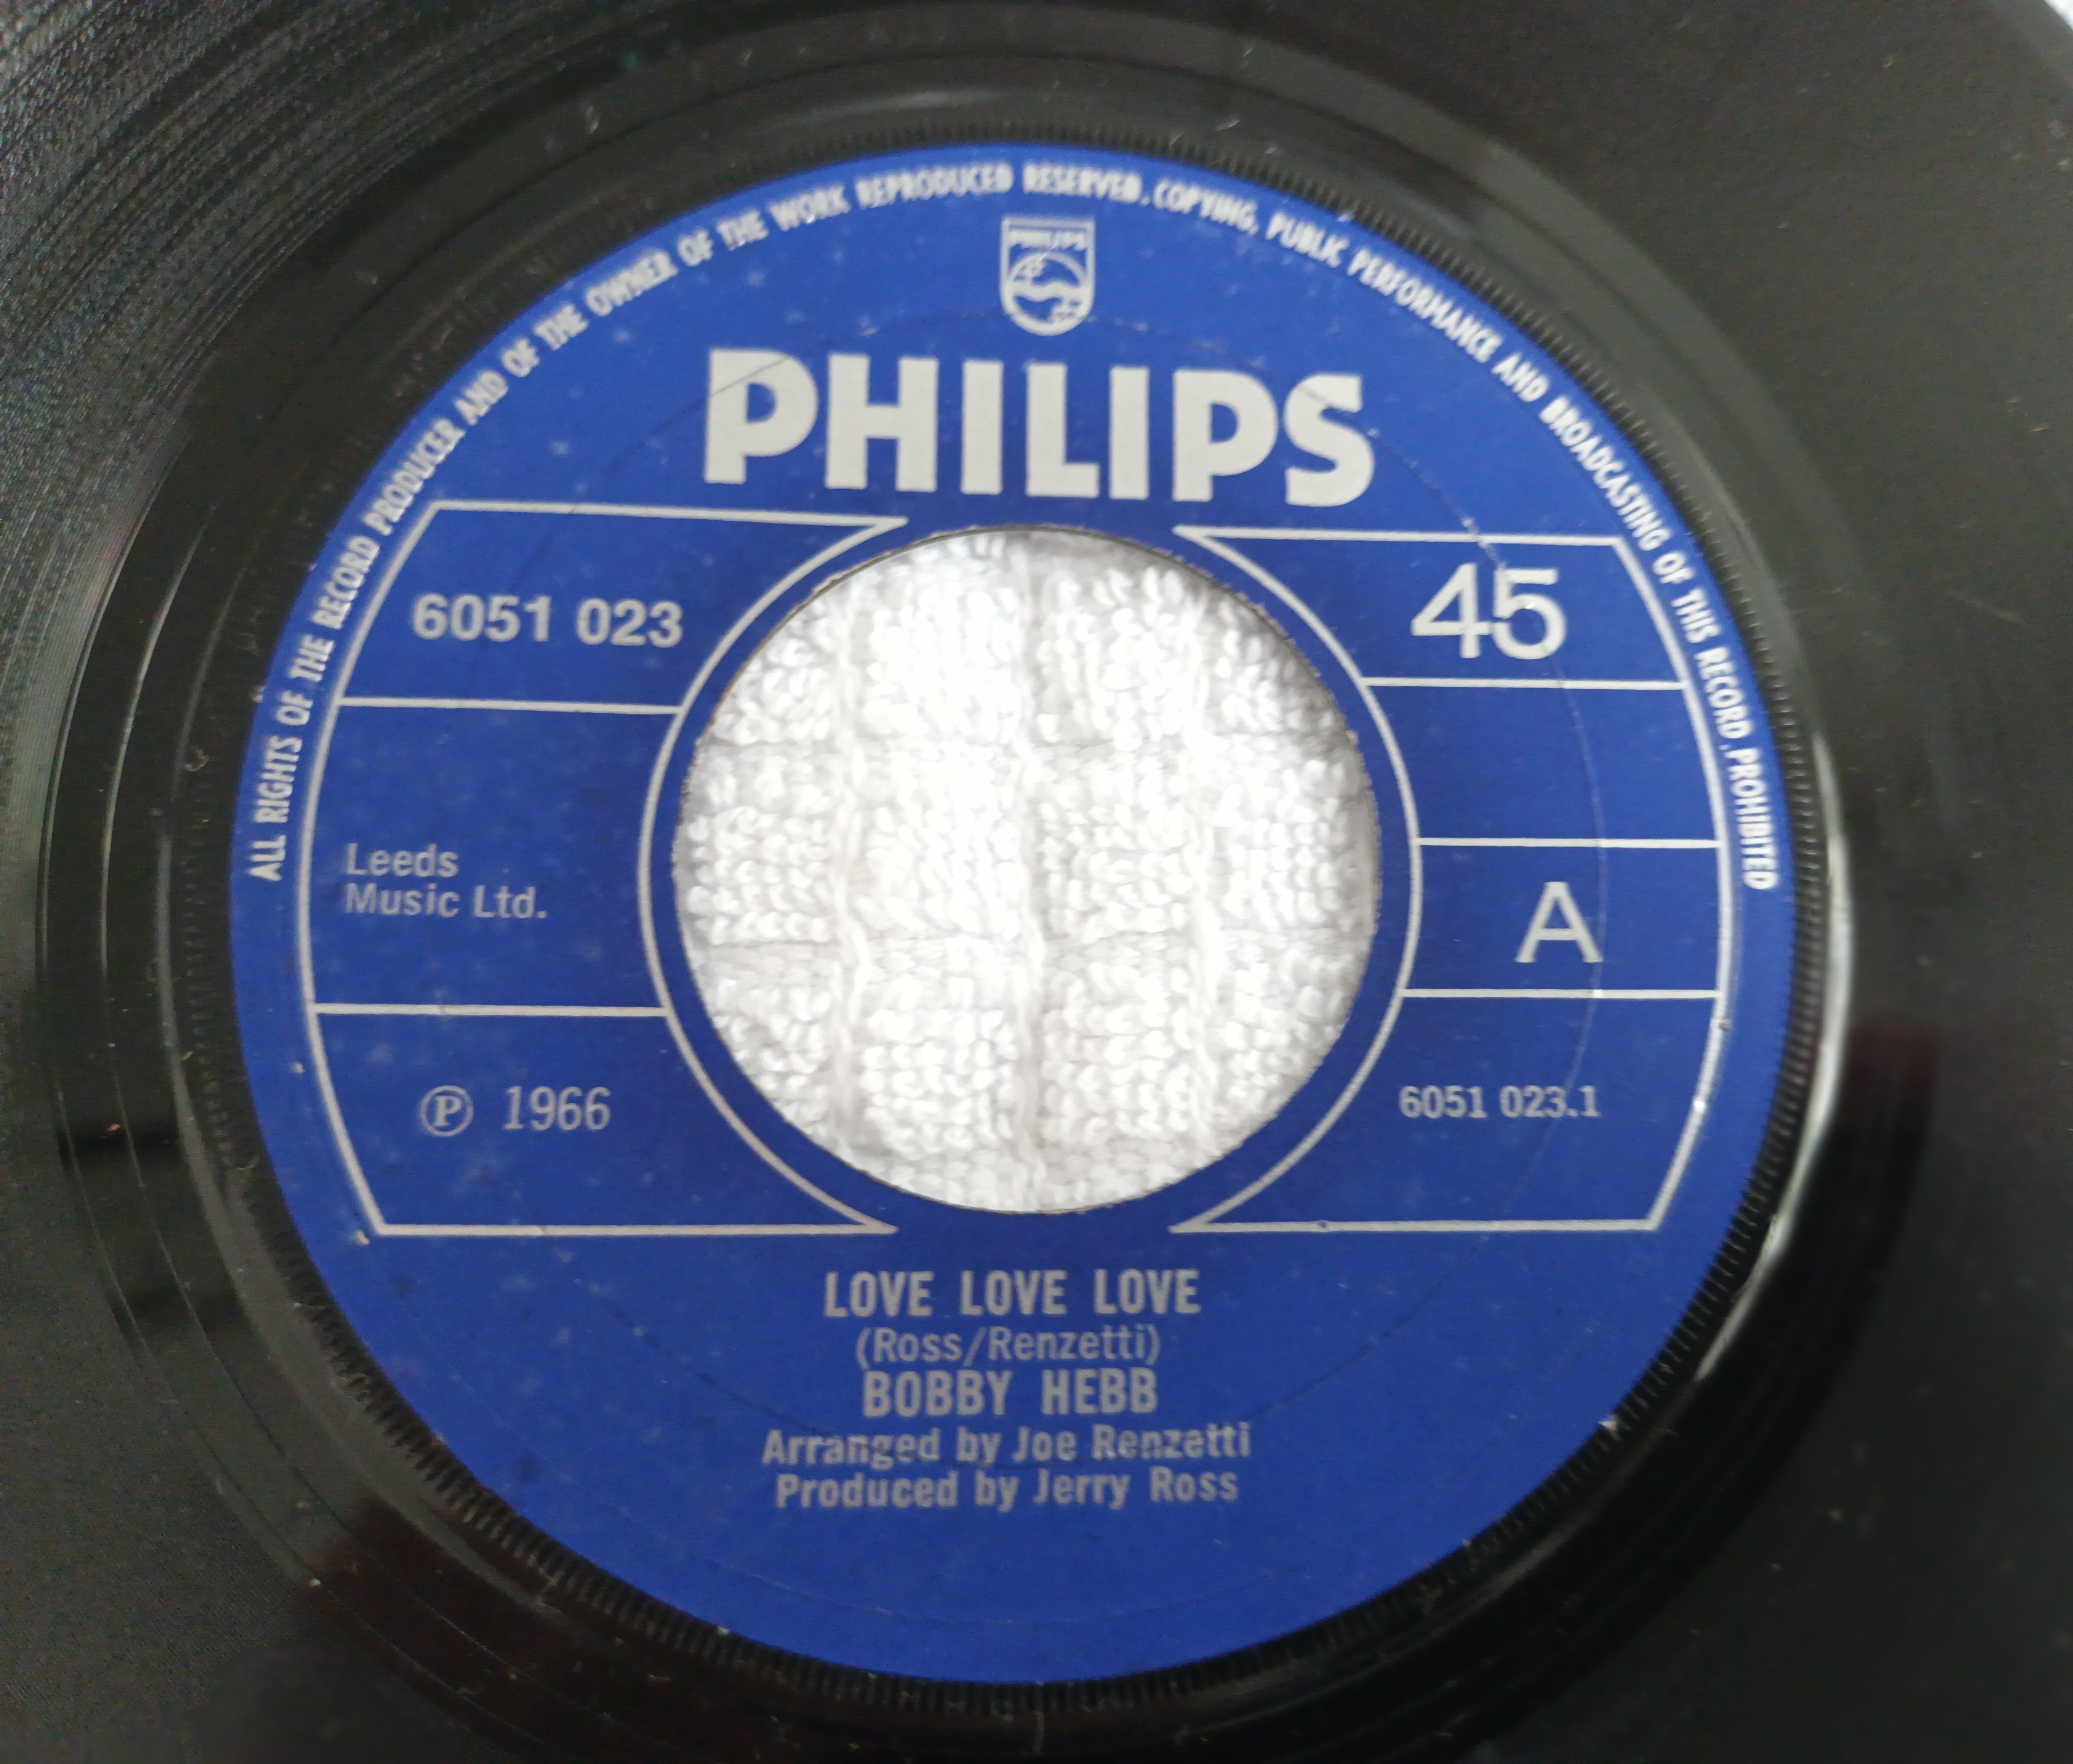 ALL RIGHTS OF THE RECORD PRODUCER AND OF THE OWNER OF THE WORK REPRODUCED RESERVED. COPYING, PUBLIC PERFORMANCE AND BROADCASTING OF THIS RECORD PROHIBITED
PHILIPS
PHILIPS
6051 023
45
Leeds
Music Ltd.
A
Ⓟ 1966
6051 023.1
LOVE LOVE LOVE
(Ross/Renzetti)
BOBBY HEBB
Arranged by Joe Renzetti
Produced by Jerry Ross